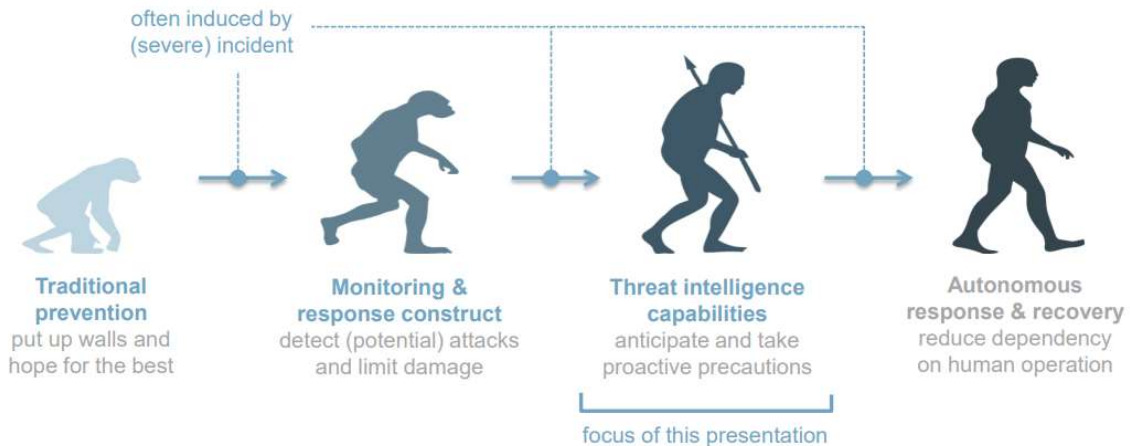 often induced by
(severe) incident
Traditional
prevention
put up walls and
hope for the best
Monitoring &
response construct
detect (potential) attacks
and limit damage
Threat intelligence
capabilities
anticipate and take
proactive precautions
Autonomous
response & recovery
reduce dependency
on human operation
focus of this presentation